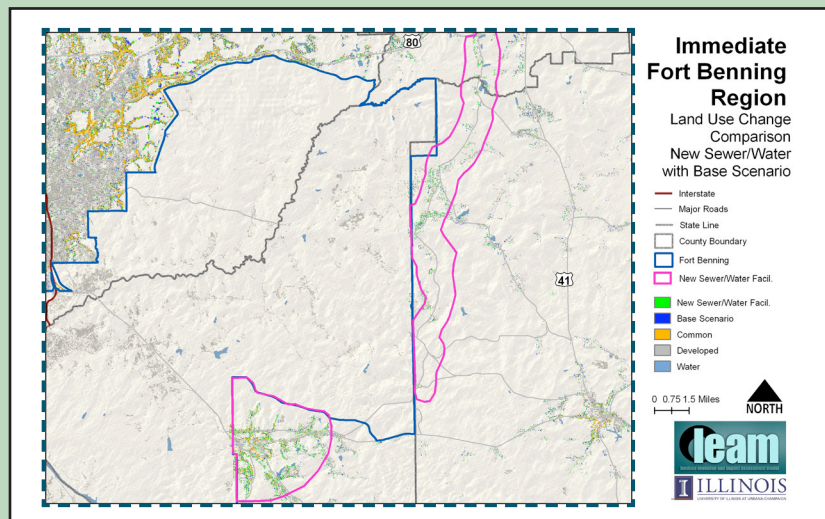 80
41
Immediate
Fort Benning
Region
Land Use Change
Comparison
New Sewer/Water
with Base Scenario
Interstate
Major Roads
State Line
County Boundary
Fort Benning
New Sewer/Water Facil.
New Sewer/Water Facil.
Base Scenario
Common
Developed
Water
0 0.75 1.5 Miles
NORTH
leam
I ILLINOIS
UNIVERSITY OF ILLINOIS AT URBANA-CHAMPAIGN